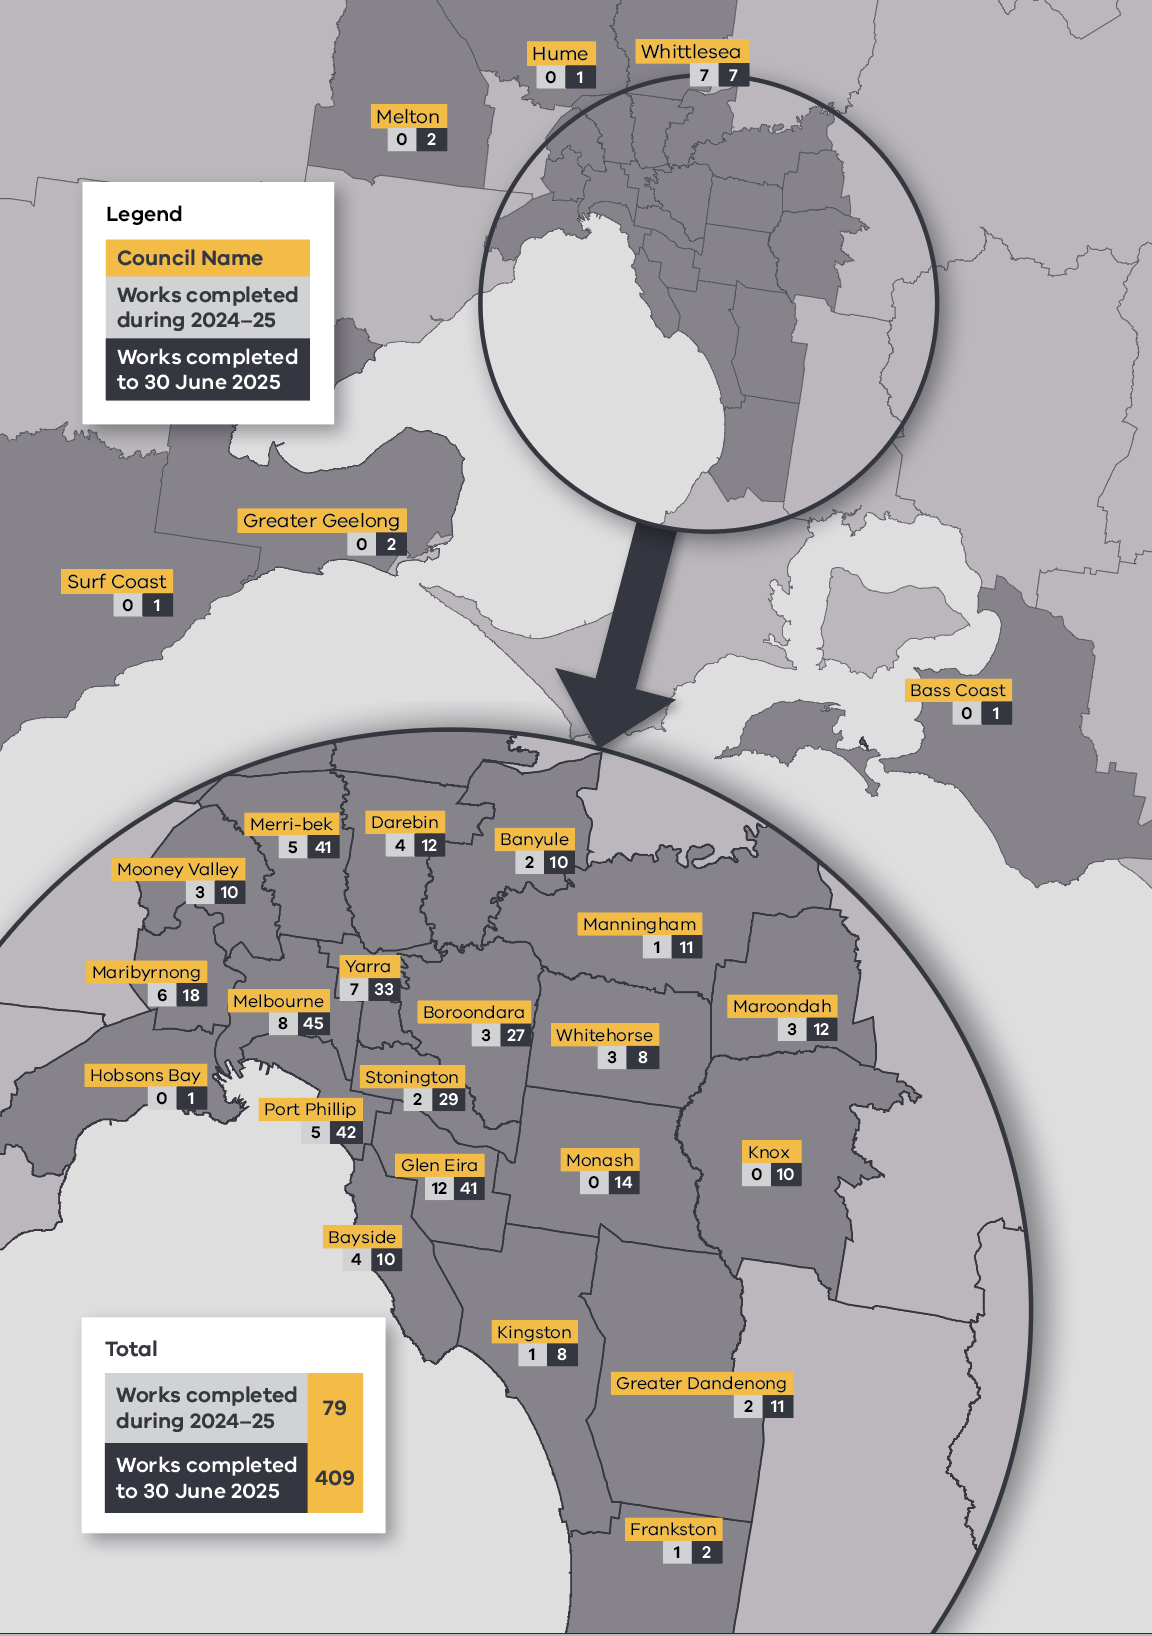 Hume
0 1
Whittlesea
7 7
Melton
0 2
Legend
Council Name
Works completed
during 2024–25
Works completed
to 30 June 2025
Greater Geelong
0 2
Surf Coast
0 1
Bass Coast
0 1
Merri-bek
5 41
Darebin
4 12
Banyule
2 10
Mooney Valley
3 10
Manningham
1 11
Maribyrnong
6 18
Yarra
7 33
Melbourne
8 45
Boroondara
3 27
Maroondah
3 12
Whitehorse
3 8
Hobsons Bay
0 1
Stonington
2 29
Port Phillip
5 42
Glen Eira
12 41
Monash
0 14
Knox
0 10
Bayside
4 10
Kingston
1 8
Greater Dandenong
2 11
Frankston
1 2
Total
Works completed
during 2024–25
79
Works completed
to 30 June 2025
409